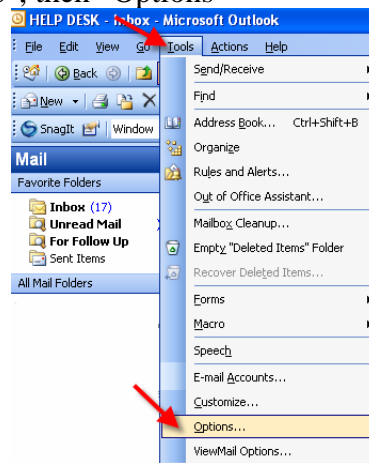 ", then "Options"
HELP DESK - Inbox - Microsoft Outlook
File Edit View Go Tools Actions Help
Back
Send/Receive
New
Find
SnagIt Window
Address Book... Ctrl+Shift+B
Mail
Organize
Favorite Folders
Rules and Alerts...
Inbox (17)
Out of Office Assistant...
Unread Mail
Mailbox Cleanup...
For Follow Up
Empty "Deleted Items" Folder
Sent Items
Recover Deleted Items...
All Mail Folders
Forms
Macro
Speech
E-mail Accounts...
Customize...
Options...
ViewMail Options...